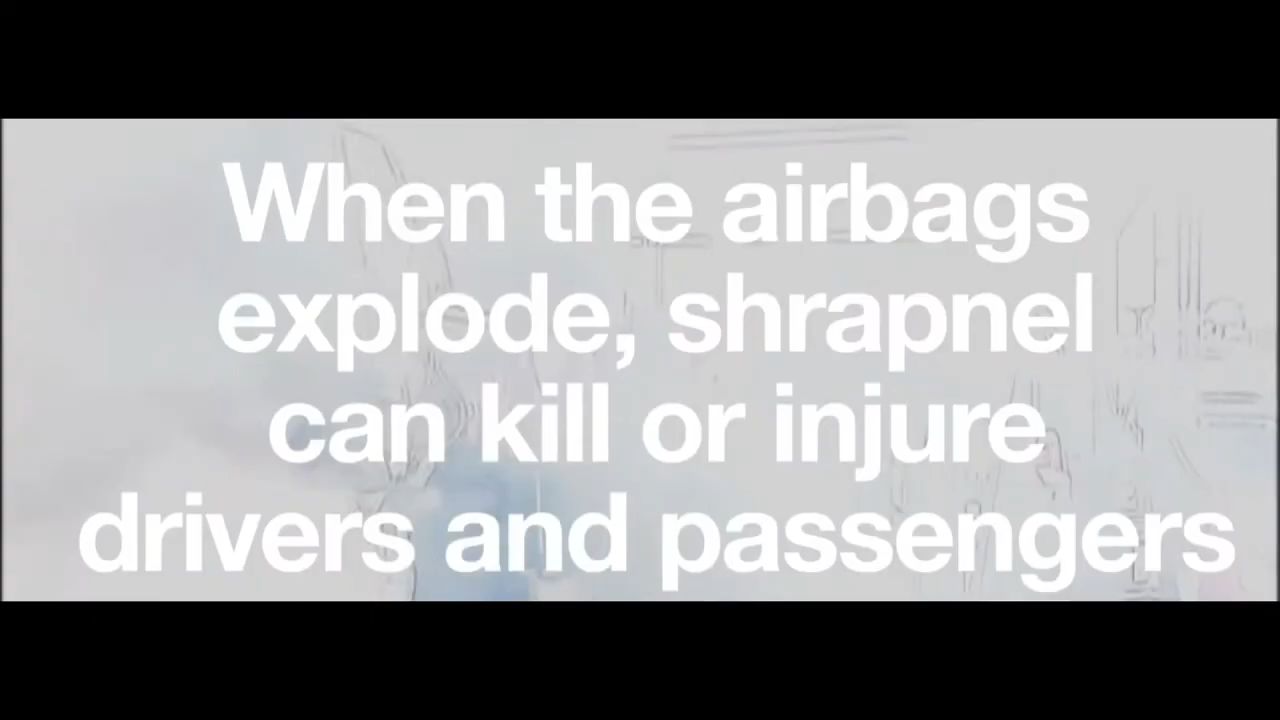 When the airbags
explode, shrapnel
can kill or injure
drivers and passengers